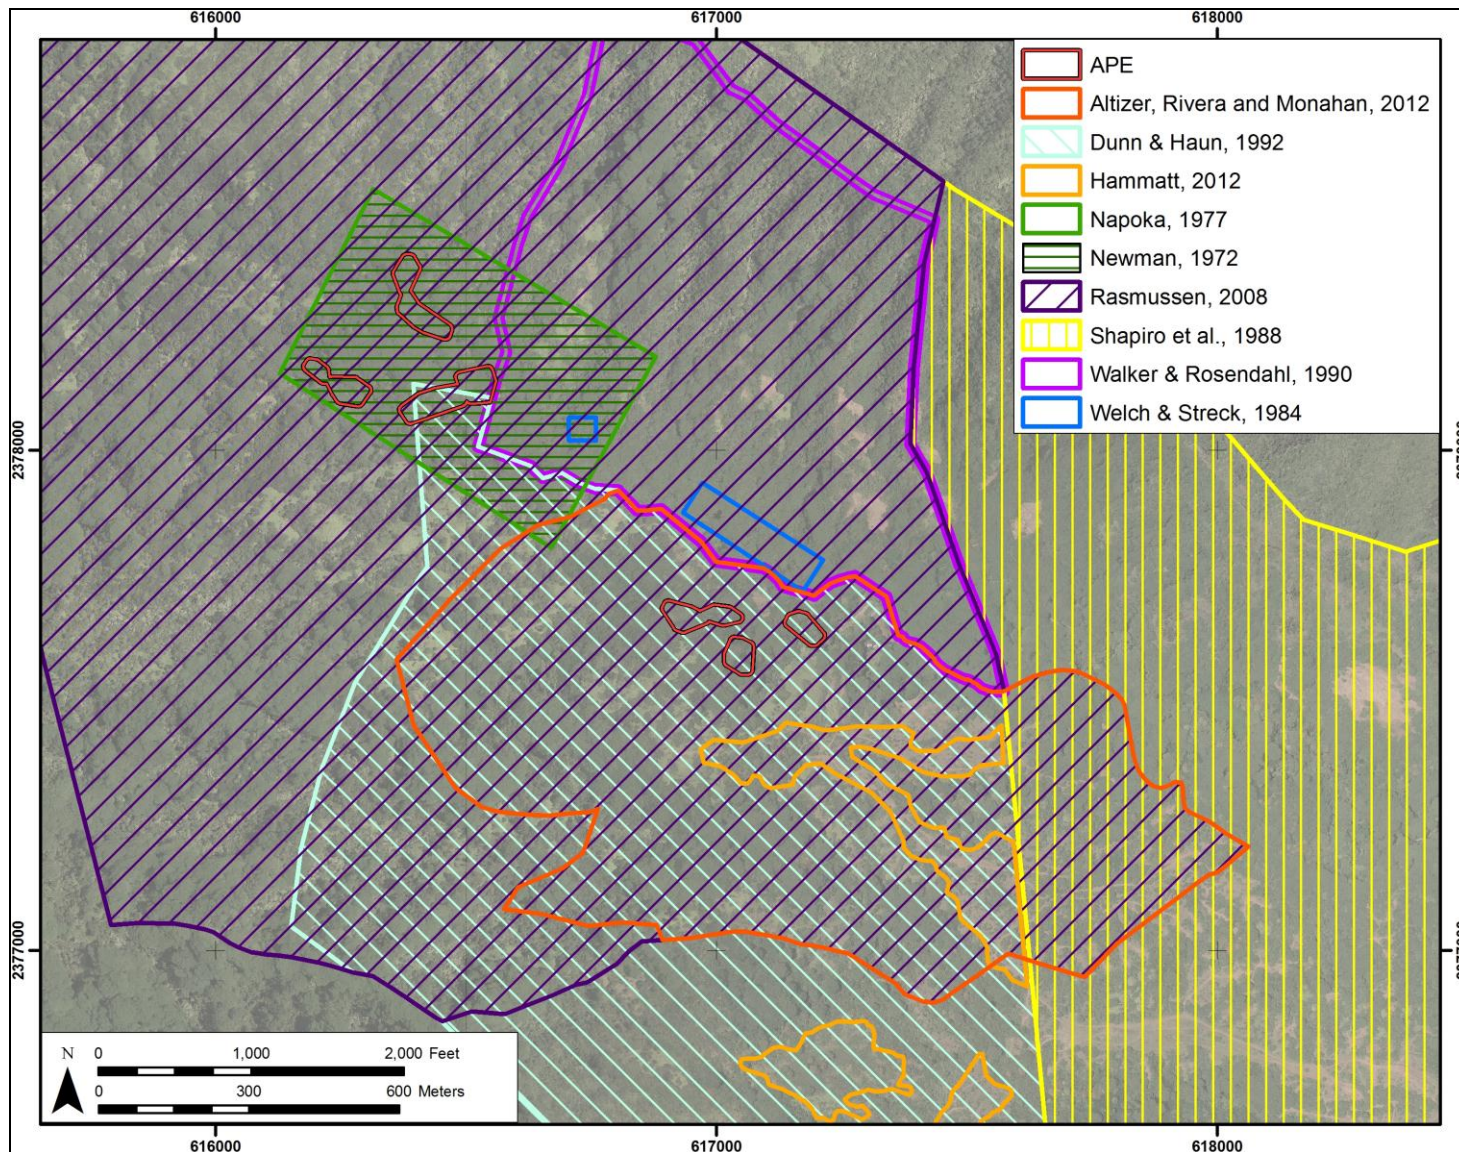 616000 617000 618000
APE
Altizer, Rivera and Monahan, 2012
Dunn & Haun, 1992
Hammatt, 2012
Napoka, 1977
Newman, 1972
Rasmussen, 2008
Shapiro et al., 1988
Walker & Rosendahl, 1990
Welch & Streck, 1984
2378000
2377000
N 0 1,000 2,000 Feet
0 300 600 Meters
616000 617000 618000